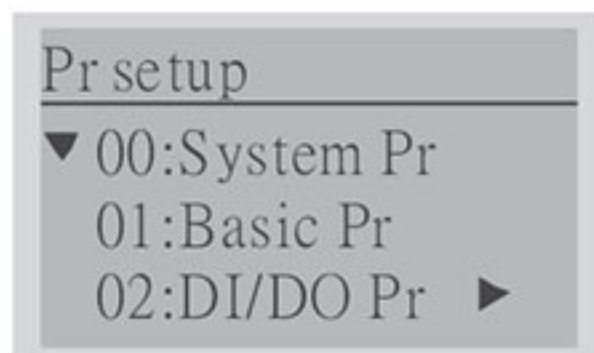 Pr setup
▼ 00:System Pr
01:Basic Pr
02:DI/DO Pr ►